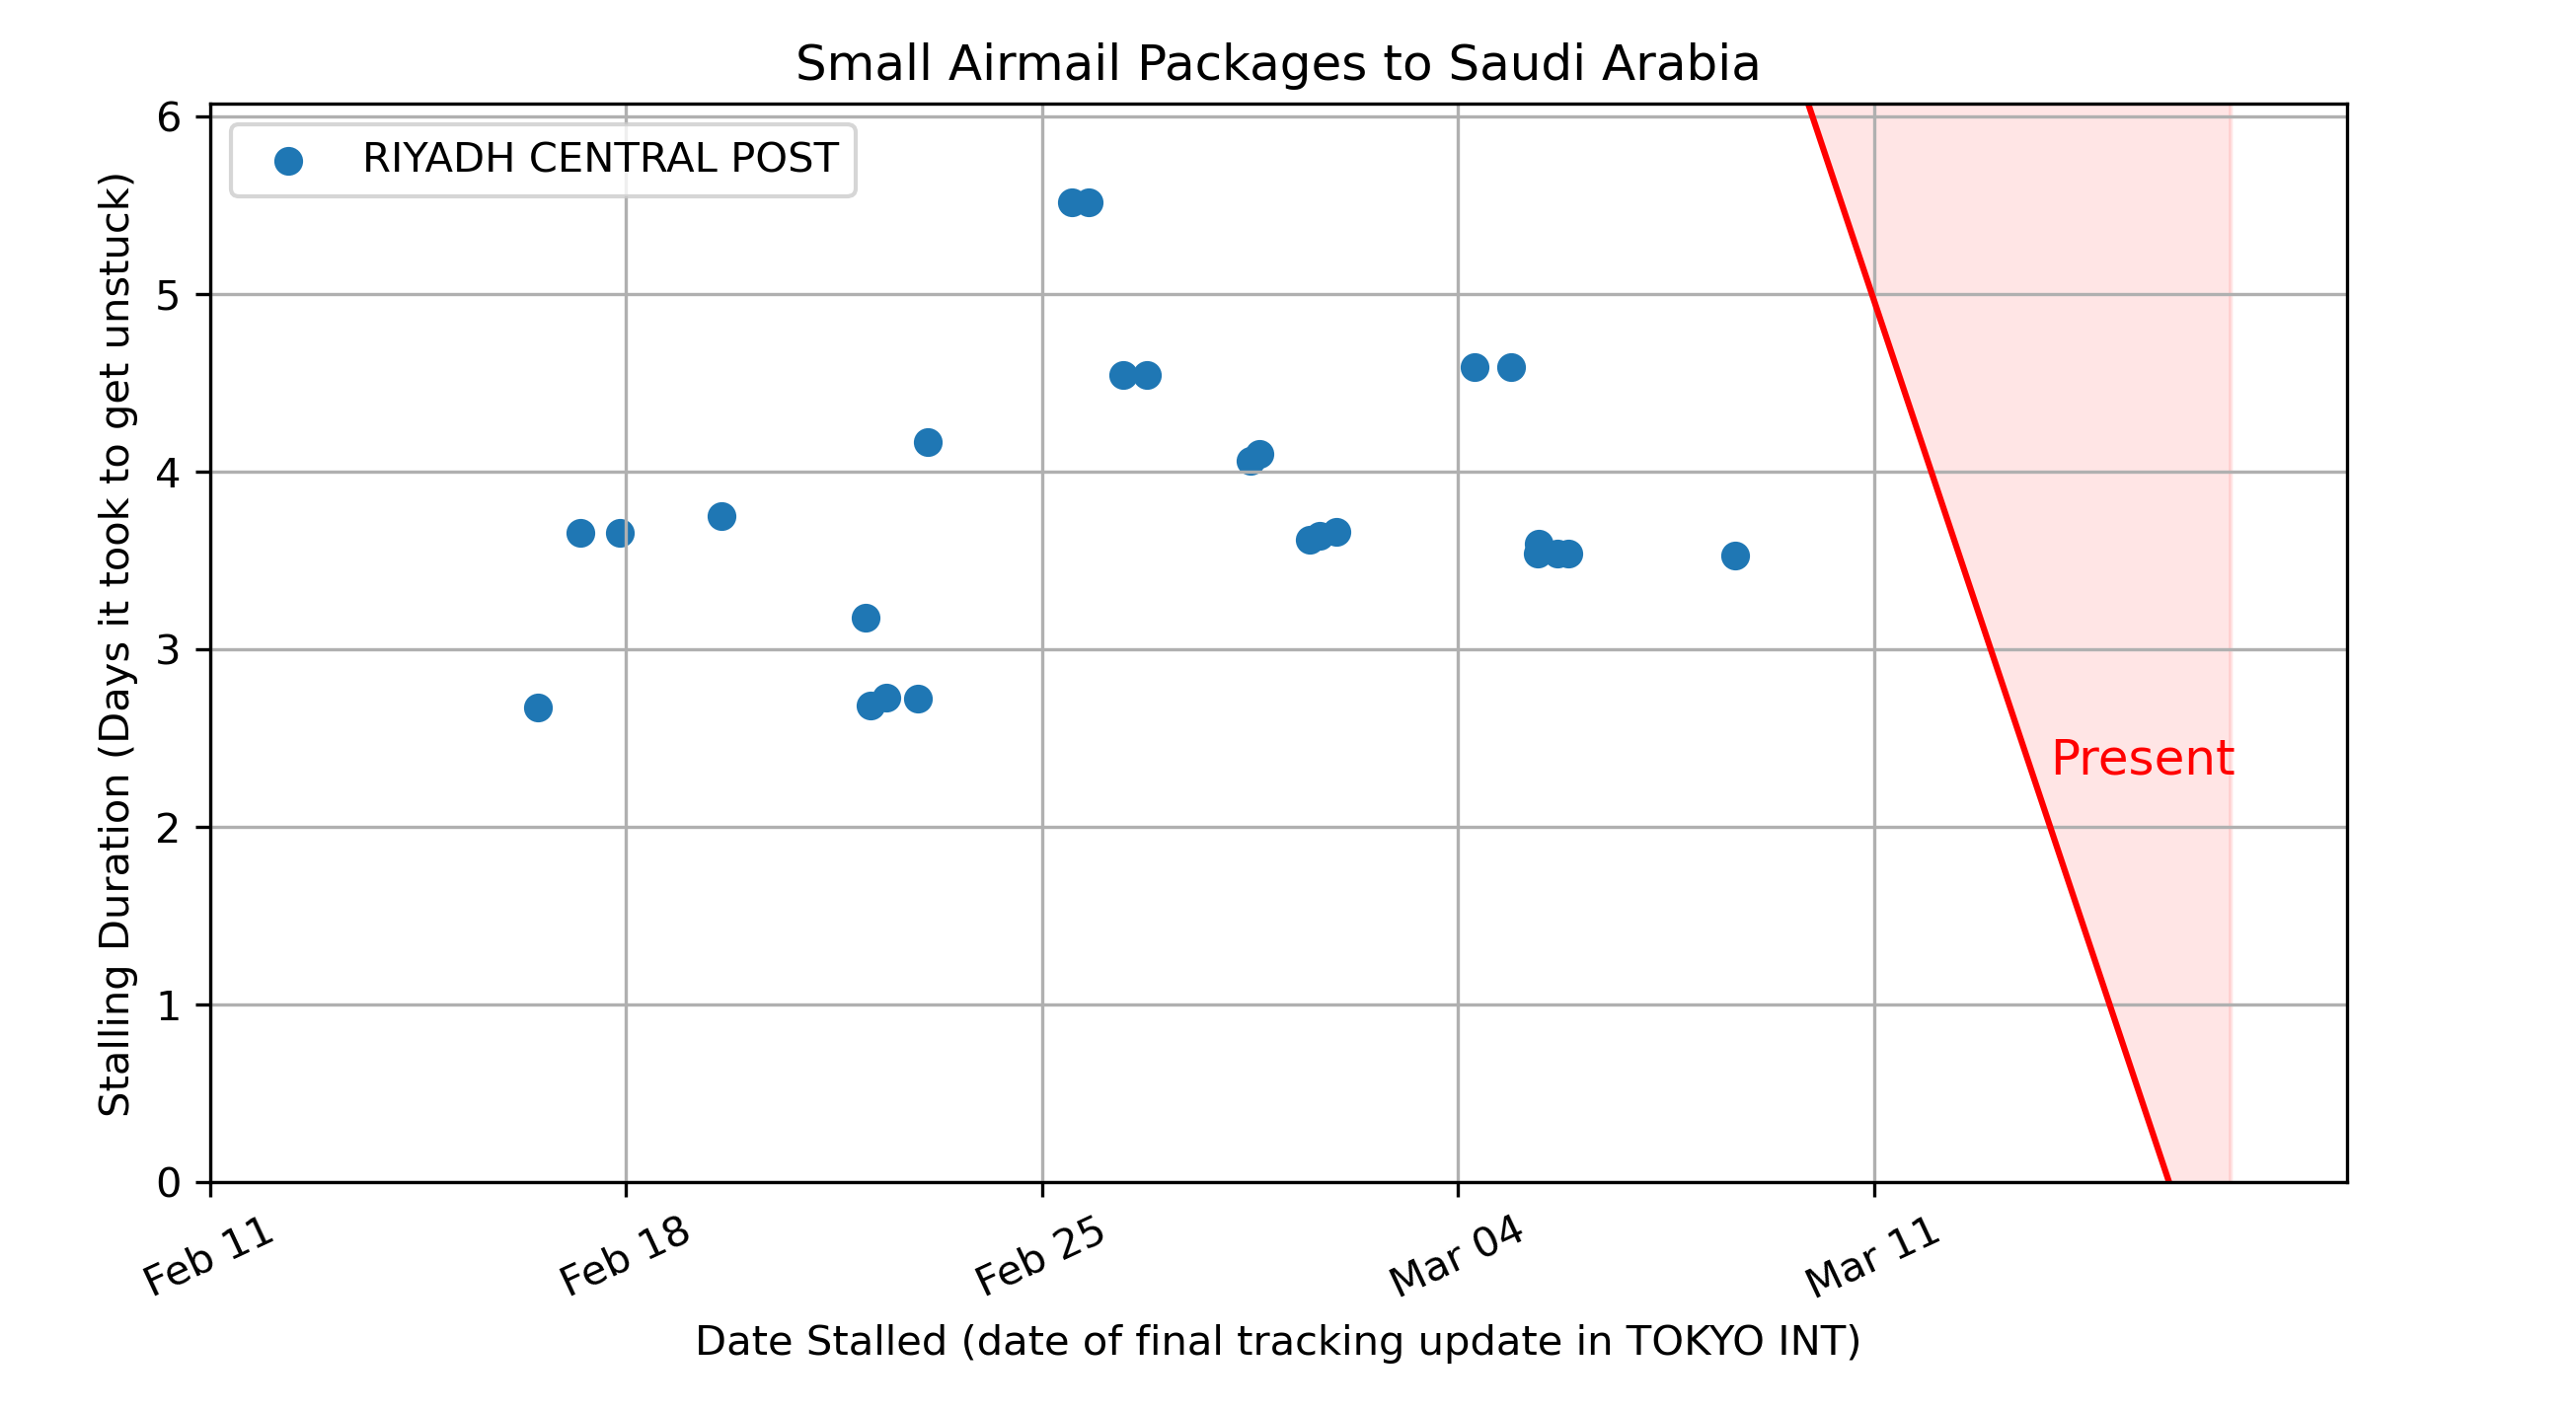 Small Airmail Packages to Saudi Arabia
RIYADH CENTRAL POST
Stalling Duration (Days it took to get unstuck)
6
5
4
3
2
1
0
Present
Feb 11
Feb 18
Feb 25
Mar 04
Mar 11
Date Stalled (date of final tracking update in TOKYO INT)